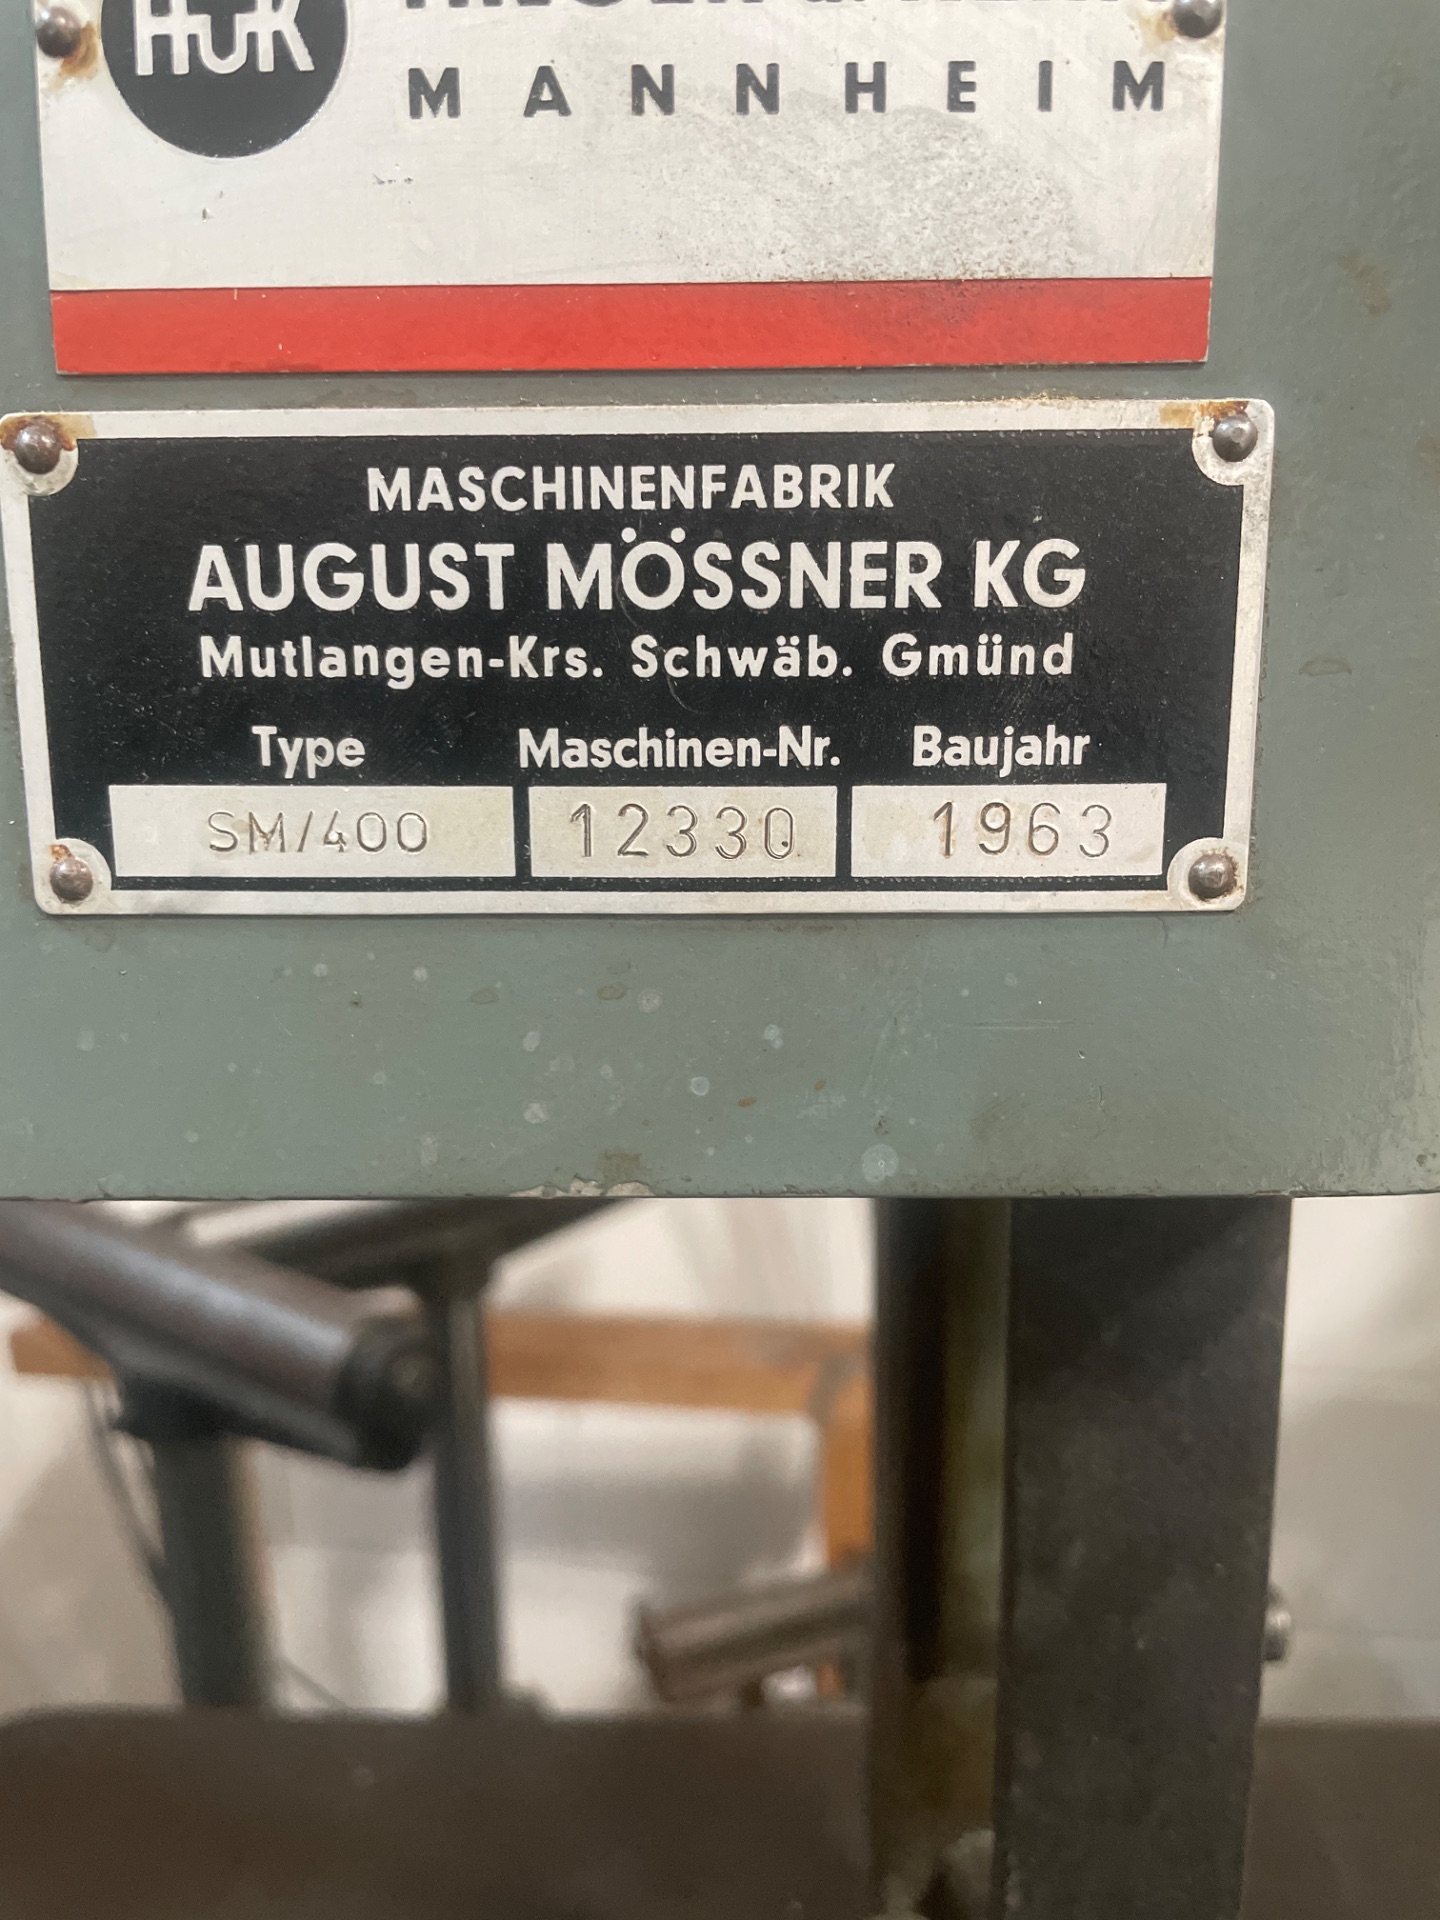 HUK
MANNHEIM
MASCHINENFABRIK
AUGUST MÖSSNER KG
Mutlangen-Krs. Schwäb. Gmünd
Type Maschinen-Nr. Baujahr
SM/400 12330 1963